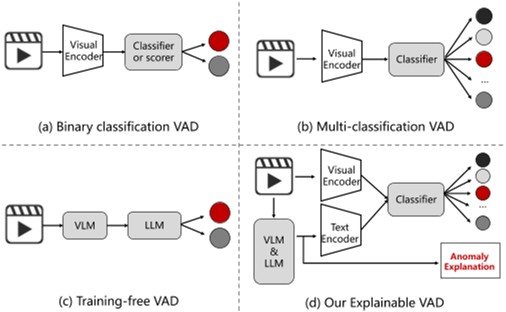 Visual
Encoder
Classifier
or scorer
(a) Binary classification VAD
Visual
Encoder
Classifier
...
(b) Multi-classification VAD
VLM
LLM
(c) Training-free VAD
Visual
Encoder
Classifier
...
VLM
&
LLM
Text
Encoder
Anomaly
Explanation
(d) Our Explainable VAD